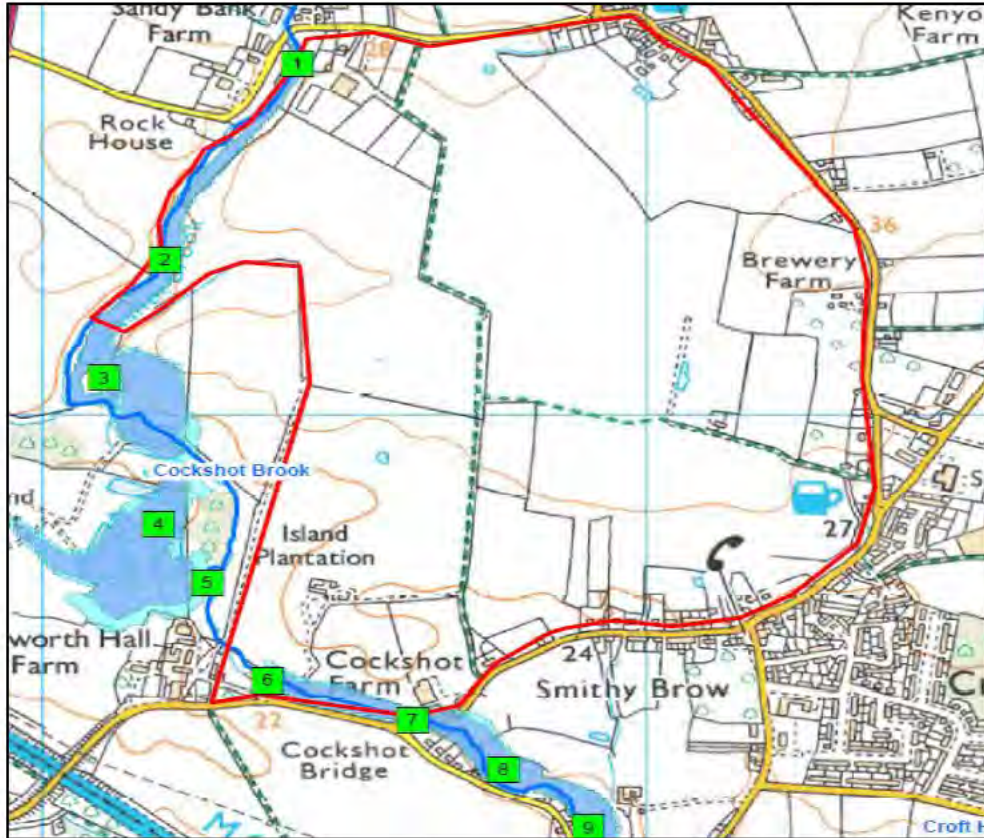 Sandy Bank
Farm
Kenyo
Farm
1
28
Rock
House
2
36
Brewery
Farm
3
Cockshot Brook
4
Island
Plantation
27
5
worth Hall
Farm
6
Cockshot
Farm
24
Smithy Brow
7
22
Cockshot
Bridge
8
9
Croft H